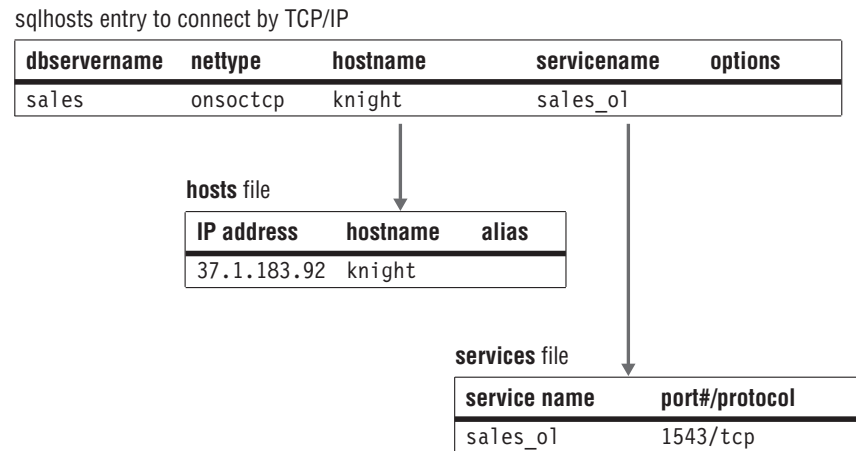 sqlhosts entry to connect by TCP/IP
dbservername nettype hostname servicename options
sales onsoctcp knight sales_ol
hosts file
IP address hostname alias
37.1.183.92 knight
services file
service name port#/protocol
sales_ol 1543/tcp